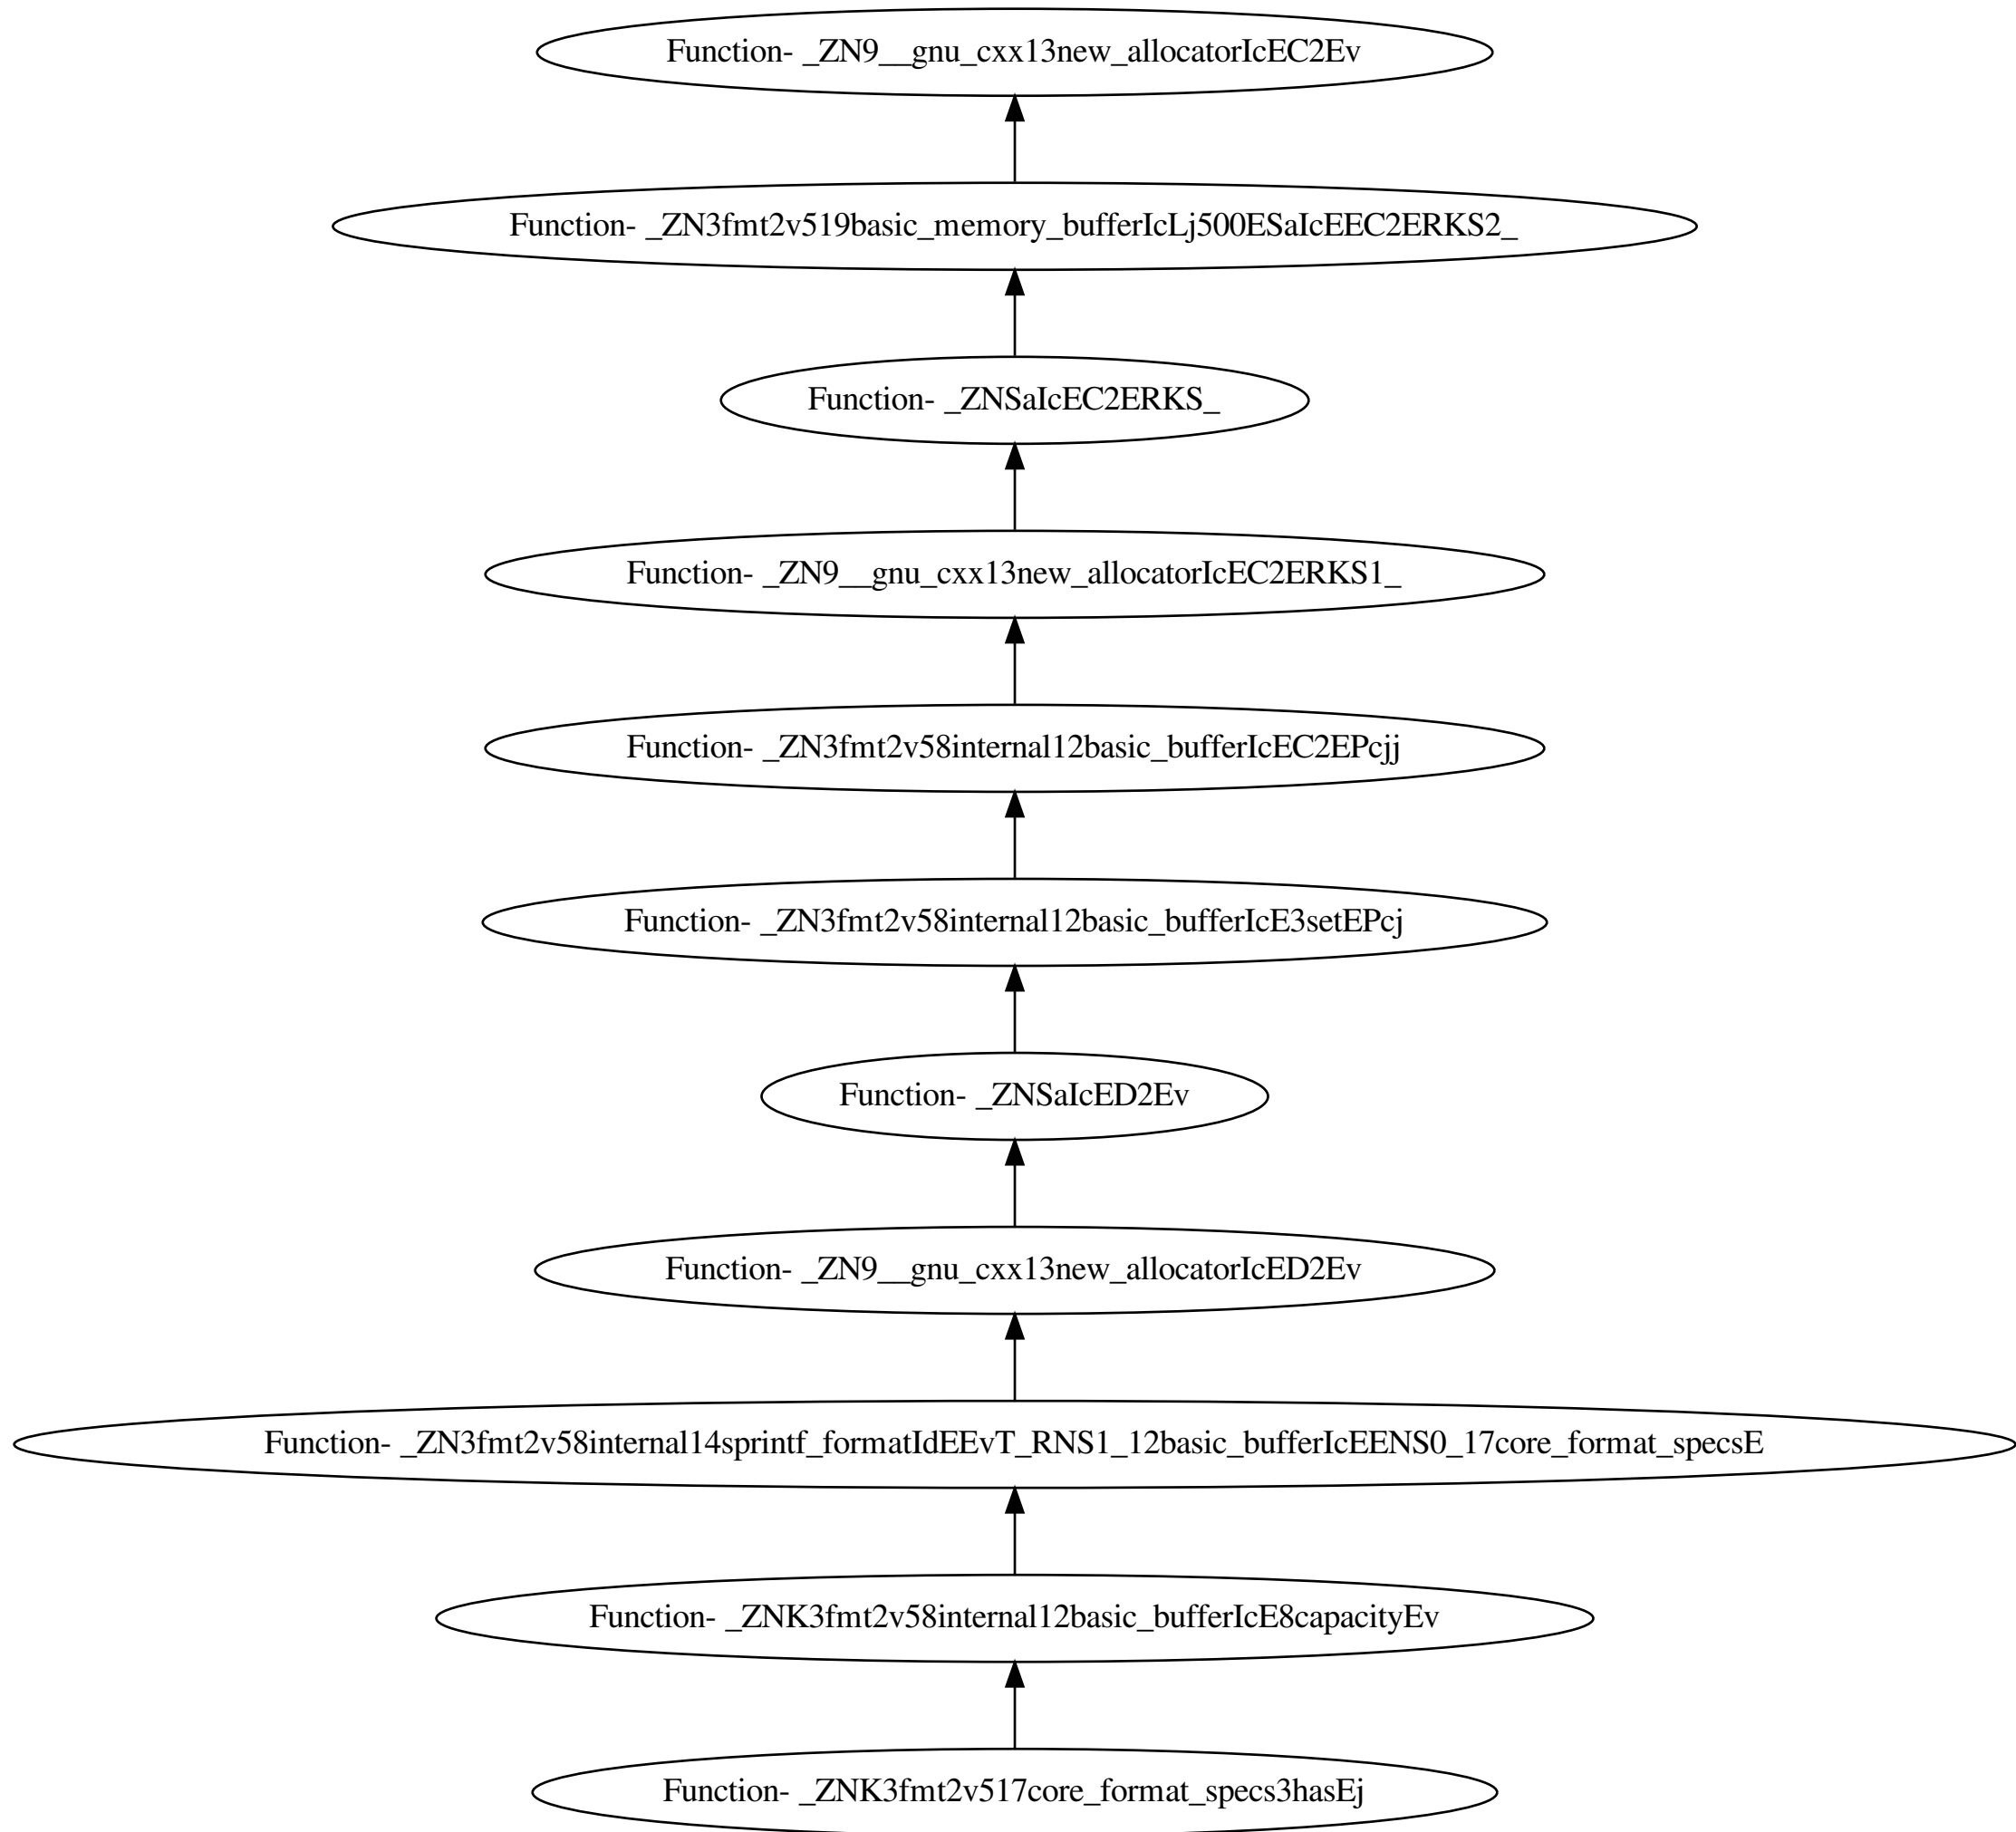 Function- _ZN9__gnu_cxx13new_allocatorIcEC2Ev
Function- _ZN3fmt2v519basic_memory_bufferIcLj500ESaIcEEC2ERKS2_
Function- _ZNSaIcEC2ERKS_
Function- _ZN9__gnu_cxx13new_allocatorIcEC2ERKS1_
Function- _ZN3fmt2v58internal12basic_bufferIcEC2EPcjj
Function- _ZN3fmt2v58internal12basic_bufferIcE3setEPcj
Function- _ZNSaIcED2Ev
Function- _ZN9__gnu_cxx13new_allocatorIcED2Ev
Function- _ZN3fmt2v58internal14sprintf_formatIdEEvT_RNS1_12basic_bufferIcEENS0_17core_format_specsE
Function- _ZNK3fmt2v58internal12basic_bufferIcE8capacityEv
Function- _ZNK3fmt2v517core_format_specs3hasEj